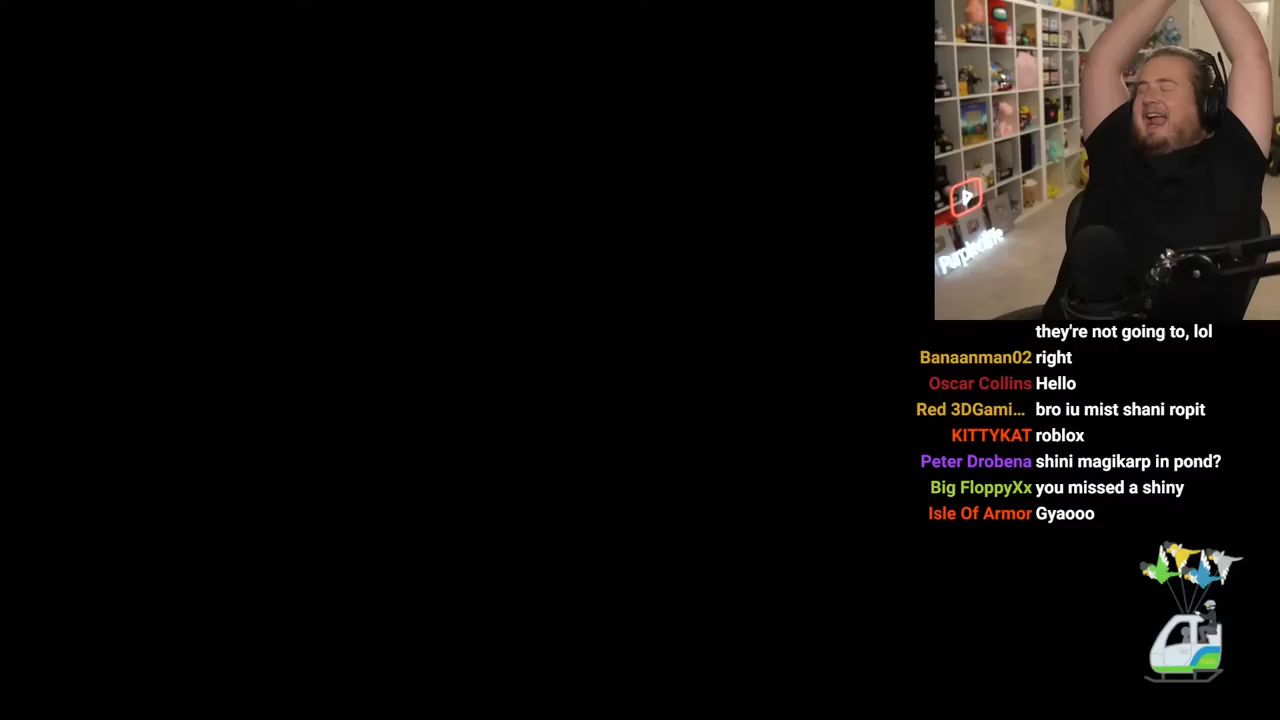 Purplecliffe
they're not going to, lol
Banaanman02 right
Oscar Collins Hello
Red 3DGami... bro iu mist shani ropit
KITTYKAT roblox
Peter Drobena shini magikarp in pond?
Big FloppyXx you missed a shiny
Isle Of Armor Gyaooo